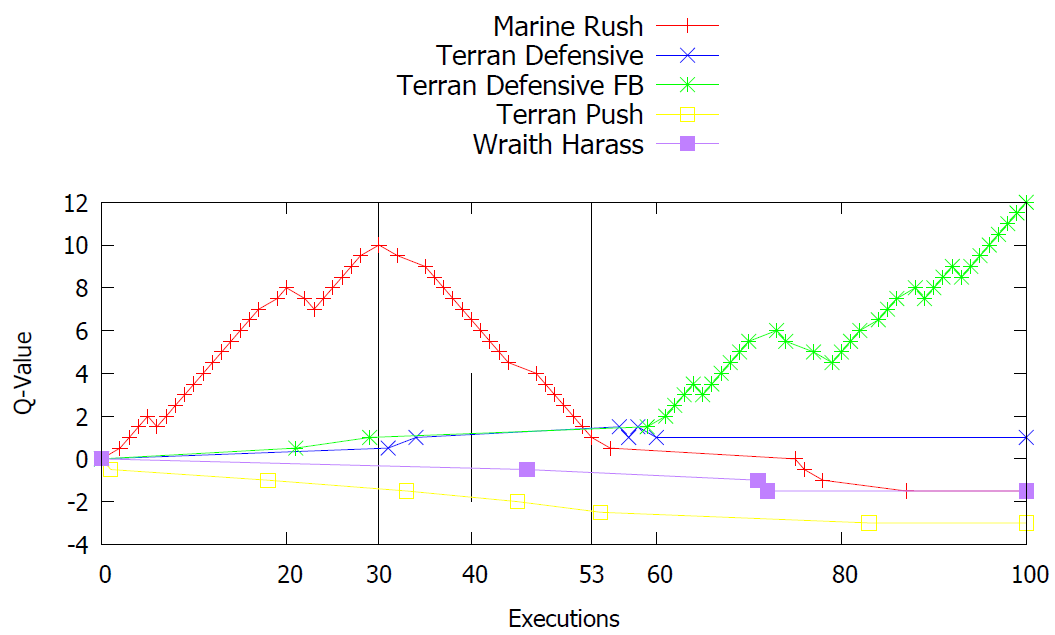 Marine Rush
Terran Defensive
Terran Defensive FB
Terran Push
Wraith Harass
12
10
8
6
4
2
0
-2
-4
Q-Value
0 20 30 40 53 60 80 100
Executions